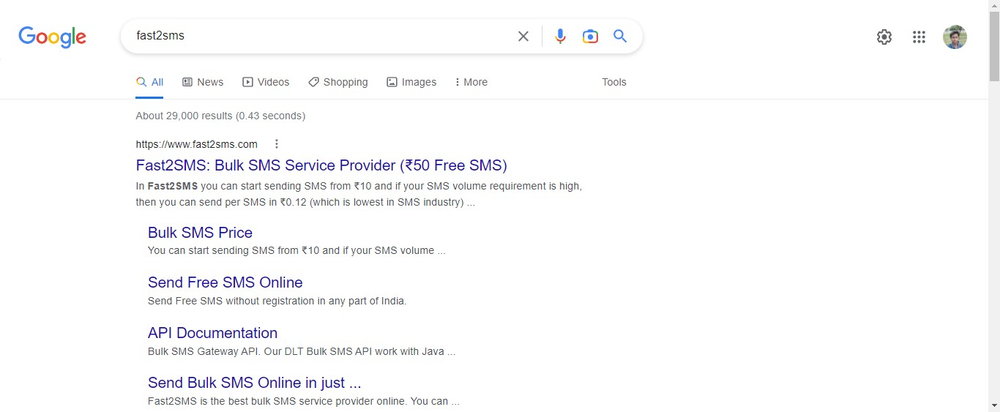 Google
fast2sms
All News Videos Shopping Images More Tools
About 29,000 results (0.43 seconds)
https://www.fast2sms.com
Fast2SMS: Bulk SMS Service Provider (₹50 Free SMS)
In Fast2SMS you can start sending SMS from ₹10 and if your SMS volume requirement is high,
then you can send per SMS in ₹0.12 (which is lowest in SMS industry) ...
Bulk SMS Price
You can start sending SMS from ₹10 and if your SMS volume ...
Send Free SMS Online
Send Free SMS without registration in any part of India.
API Documentation
Bulk SMS Gateway API. Our DLT Bulk SMS API work with Java ...
Send Bulk SMS Online in just ...
Fast2SMS is the best bulk SMS service provider online. You can ...